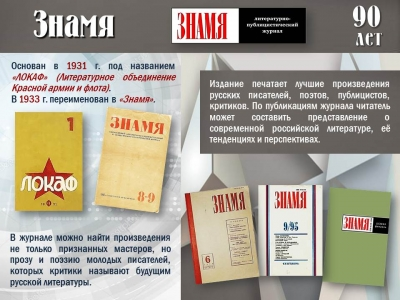 Знамя
ЗНАМЯ
литературно-
публицистический
журнал
90
лет
Основан в 1931 г. под названием
«ЛОКАФ» (Литературное объединение
Красной армии и флота).
В 1933 г. переименован в «Знамя».
1
ЛОКАФ
ЗНАМЯ
8-9
В журнале можно найти произведения
не только признанных мастеров, но
прозу и поэзию молодых писателей,
которых критики называют будущим
русской литературы.
Издание печатает лучшие произведения
русских писателей, поэтов, публицистов,
критиков. По публикациям журнала читатель
может составить представление о
современной российской литературе, её
тенденциях и перспективах.
ЗНАМЯ
6
ЗНАМЯ
9/95
ЗНАМЯ